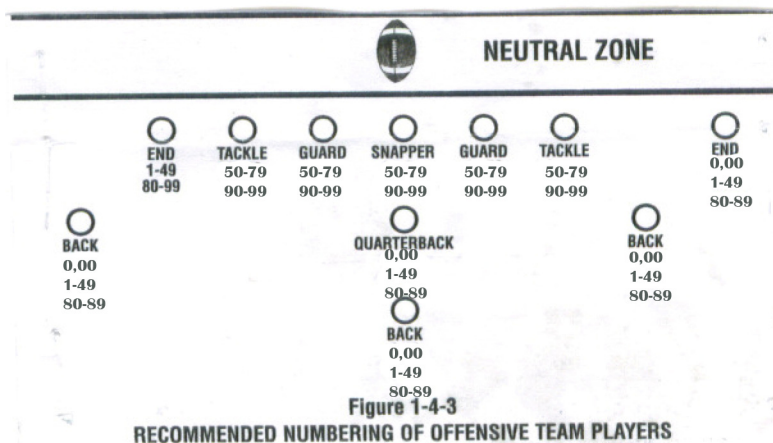 NEUTRAL ZONE
END TACKLE GUARD SNAPPER GUARD TACKLE END
1-49 50-79 50-79 50-79 50-79 50-79 0,00
80-99 90-99 90-99 90-99 90-99 90-99 1-49
80-89
BACK QUARTERBACK BACK
0,00 0,00 0,00
1-49 1-49 1-49
80-89 80-89 80-89
BACK
0,00
1-49
80-89
Figure 1-4-3
RECOMMENDED NUMBERING OF OFFENSIVE TEAM PLAYERS